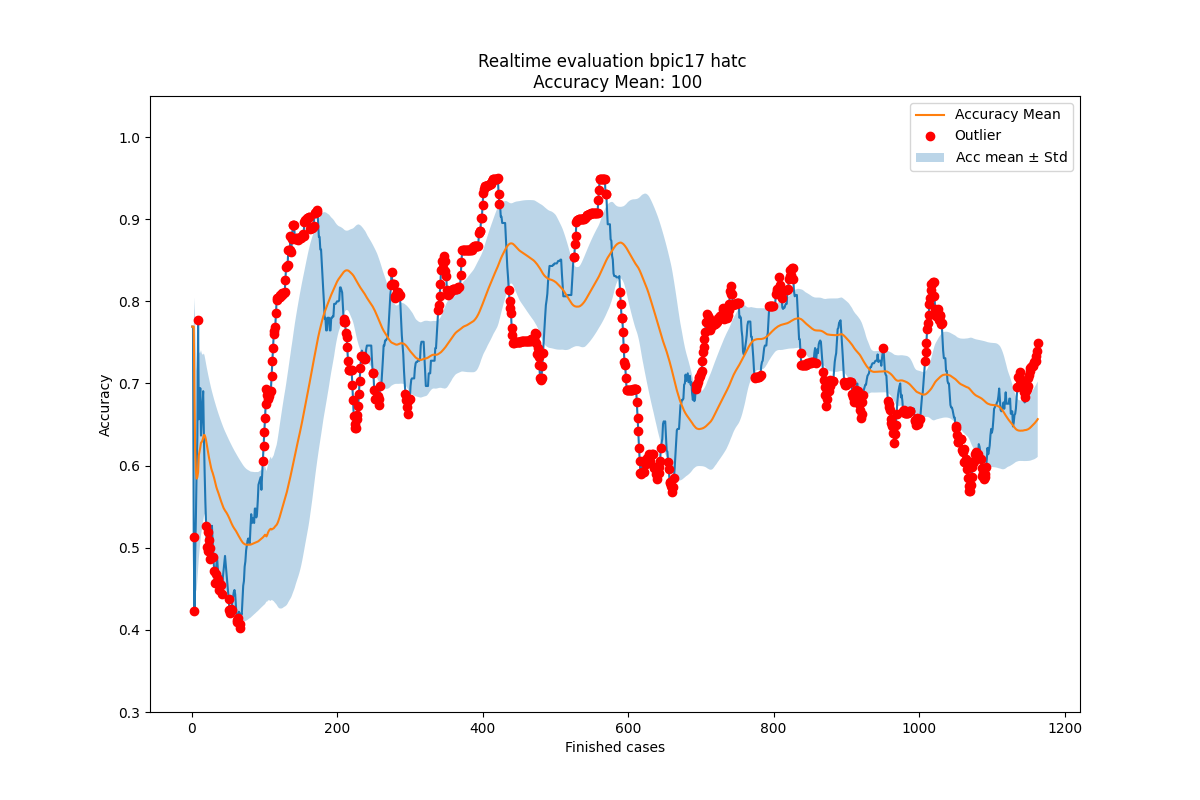 Realtime evaluation bpic17 hatc
Accuracy Mean: 100
Accuracy Mean
Outlier
Acc mean ± Std
Accuracy
1.0
0.9
0.8
0.7
0.6
0.5
0.4
0.3
0 200 400 600 800 1000 1200
Finished cases